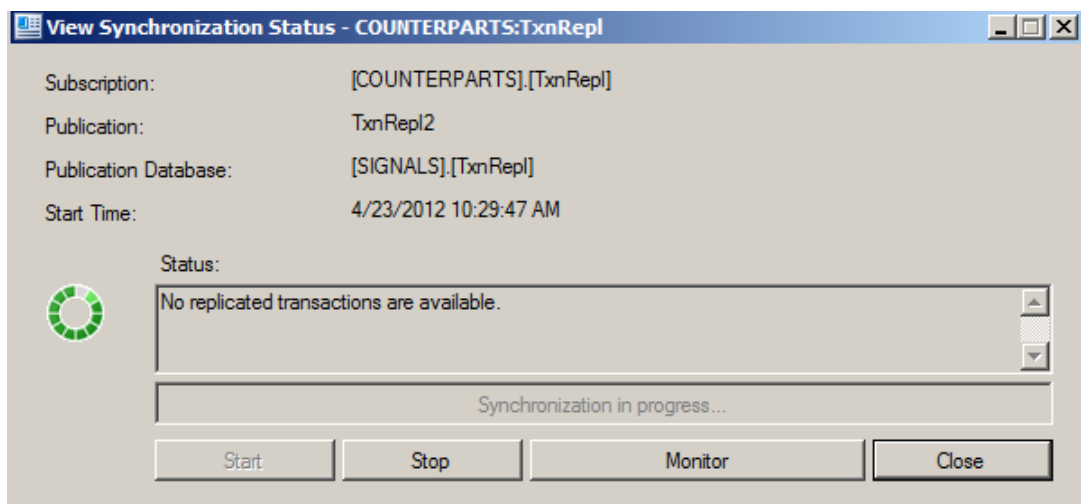 View Synchronization Status - COUNTERPARTS:TxnRepl
Subscription: [COUNTERPARTS].[TxnRepl]
Publication: TxnRepl2
Publication Database: [SIGNALS].[TxnRepl]
Start Time: 4/23/2012 10:29:47 AM
Status:
No replicated transactions are available.
Synchronization in progress...
Start Stop Monitor Close